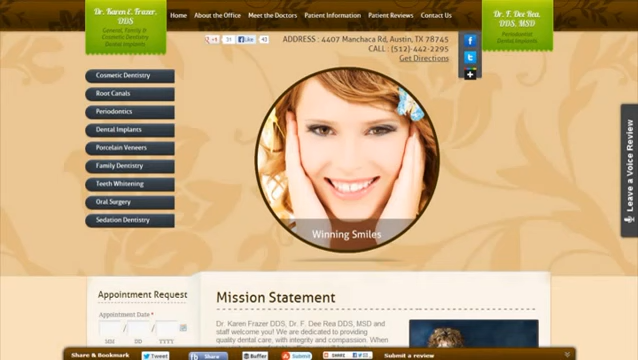 Dr. Karen E. Frazer, DDS
General, Family & Cosmetic Dentistry
Dental Implants
Home About the Office Meet the Doctors Patient Information Patient Reviews Contact Us
Dr. F. Dee Rea, DDS, MSD
Periodontist
Dental Implants
+1 31 Like
ADDRESS : 4407 Manchaca Rd, Austin, TX 78745
CALL : (512)-442-2295
Get Directions
Cosmetic Dentistry
Root Canals
Periodontics
Dental Implants
Porcelain Veneers
Family Dentistry
Teeth Whitening
Oral Surgery
Sedation Dentistry
Winning Smiles
Leave a Voice Review
Appointment Request
Appointment Date *
/ /
MM DD YYYY
Mission Statement
Dr. Karen Frazer DDS, Dr. F. Dee Rea DDS, MSD and
staff welcome you! We are dedicated to providing
quality dental care, with integrity and compassion. When
Share & Bookmark Tweet Share Buffer Submit SHARE Submit a review